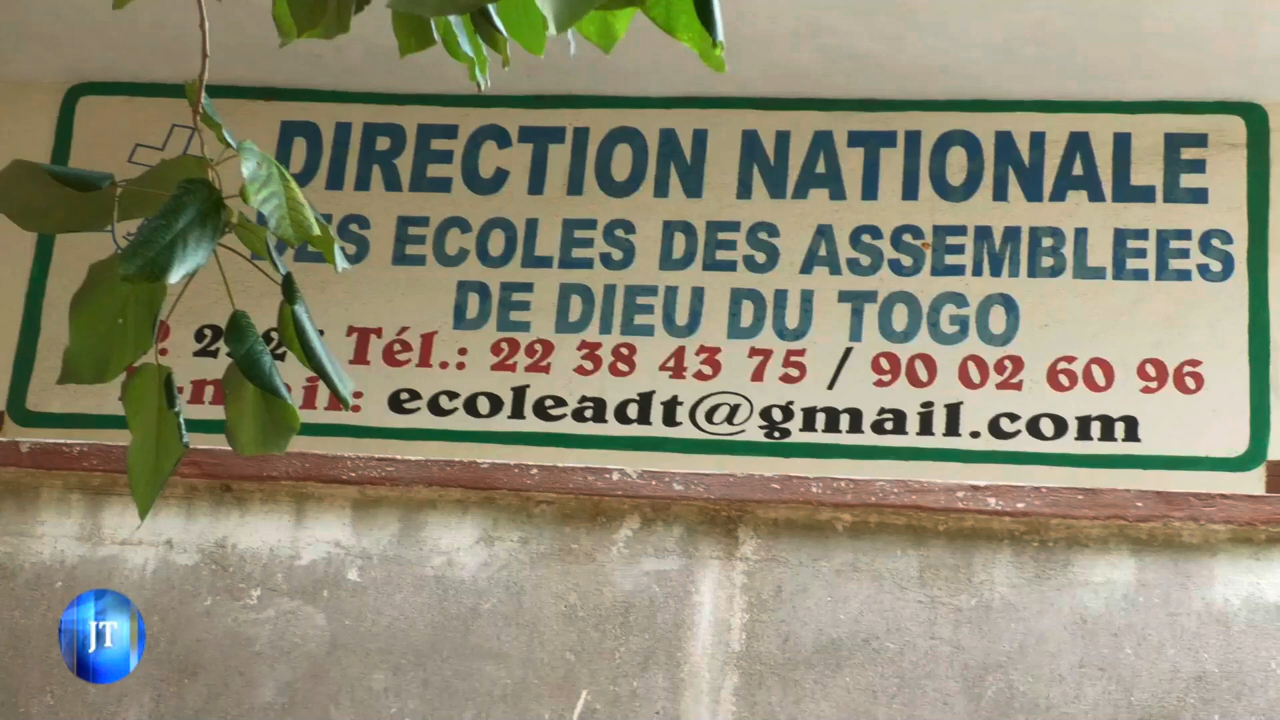 DIRECTION NATIONALE
DES ECOLES DES ASSEMBLEES
DE DIEU DU TOGO
Tél.: 22 38 43 75 / 90 02 60 96
ecoleadt@gmail.com
JT